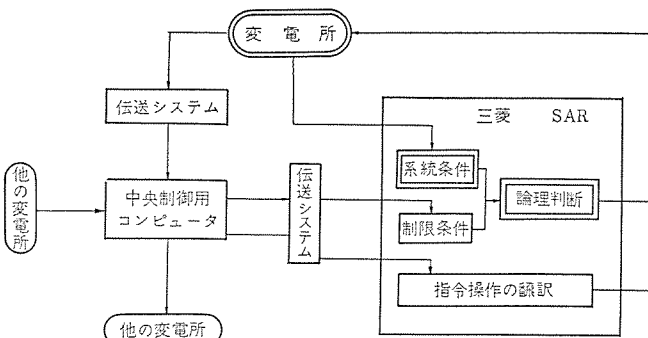 変電所
伝送システム
三菱 SAR
系統条件
他の変電所
中央制御用
コンピュータ
伝送システム
論理判断
制限条件
指令操作の翻訳
他の変電所